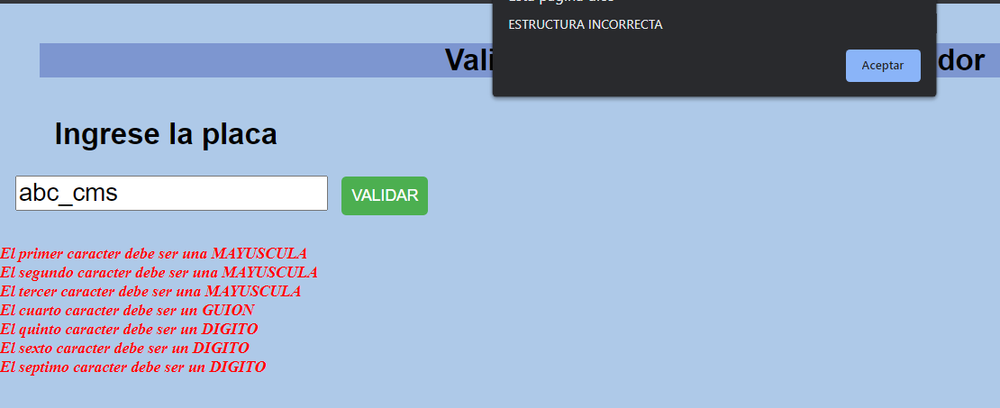 ESTRUCTURA INCORRECTA
Aceptar
dor
Ingrese la placa
abc_cms
VALIDAR
El primer caracter debe ser una MAYUSCULA
El segundo caracter debe ser una MAYUSCULA
El tercer caracter debe ser una MAYUSCULA
El cuarto caracter debe ser un GUION
El quinto caracter debe ser un DIGITO
El sexto caracter debe ser un DIGITO
El septimo caracter debe ser un DIGITO